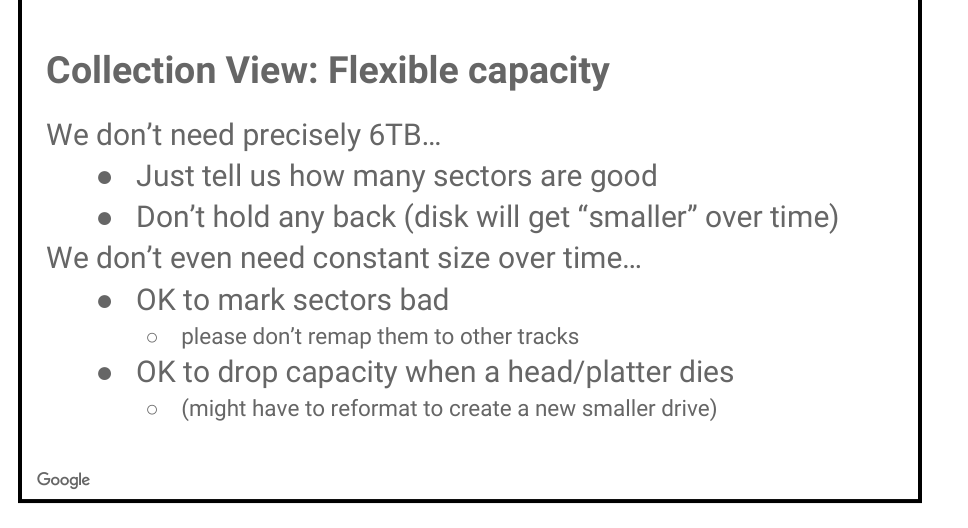 Collection View: Flexible capacity
We don’t need precisely 6TB…
● Just tell us how many sectors are good
● Don’t hold any back (disk will get “smaller” over time)
We don’t even need constant size over time…
● OK to mark sectors bad
○ please don’t remap them to other tracks
● OK to drop capacity when a head/platter dies
○ (might have to reformat to create a new smaller drive)
Google